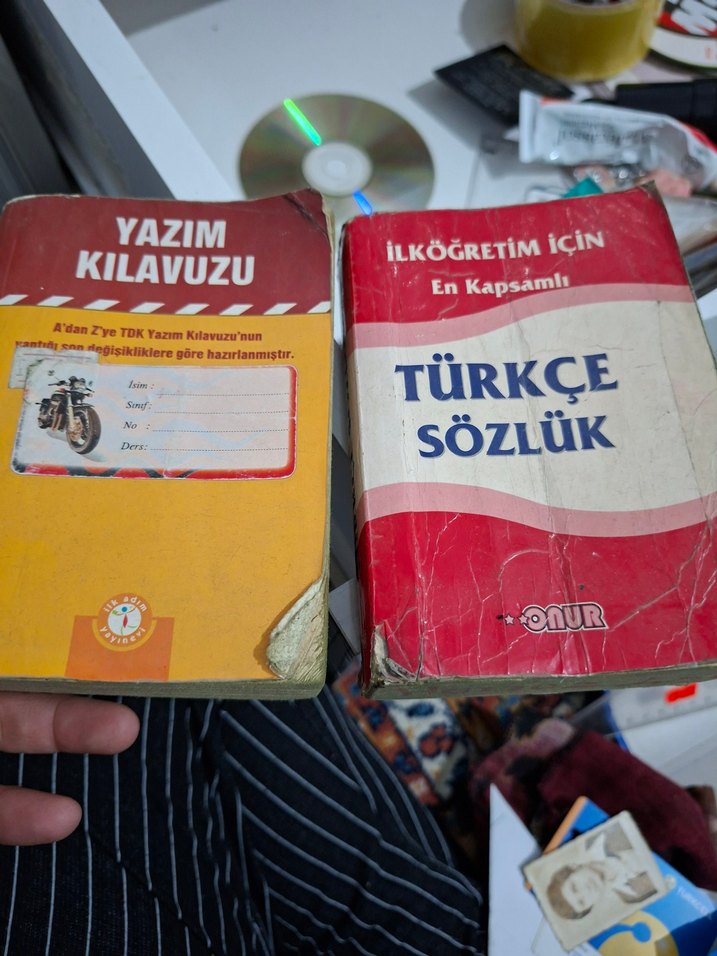 YAZIM
KILAVUZU
A'dan Z'ye TDK Yazım Kılavuzu'nun
yaptığı son değişikliklere göre hazırlanmıştır.
İsim :
Sınıf :
No :
Ders :
ilk adım
yayınevi
İLKÖĞRETİM İÇİN
En Kapsamlı
TÜRKÇE
SÖZLÜK
ONUR